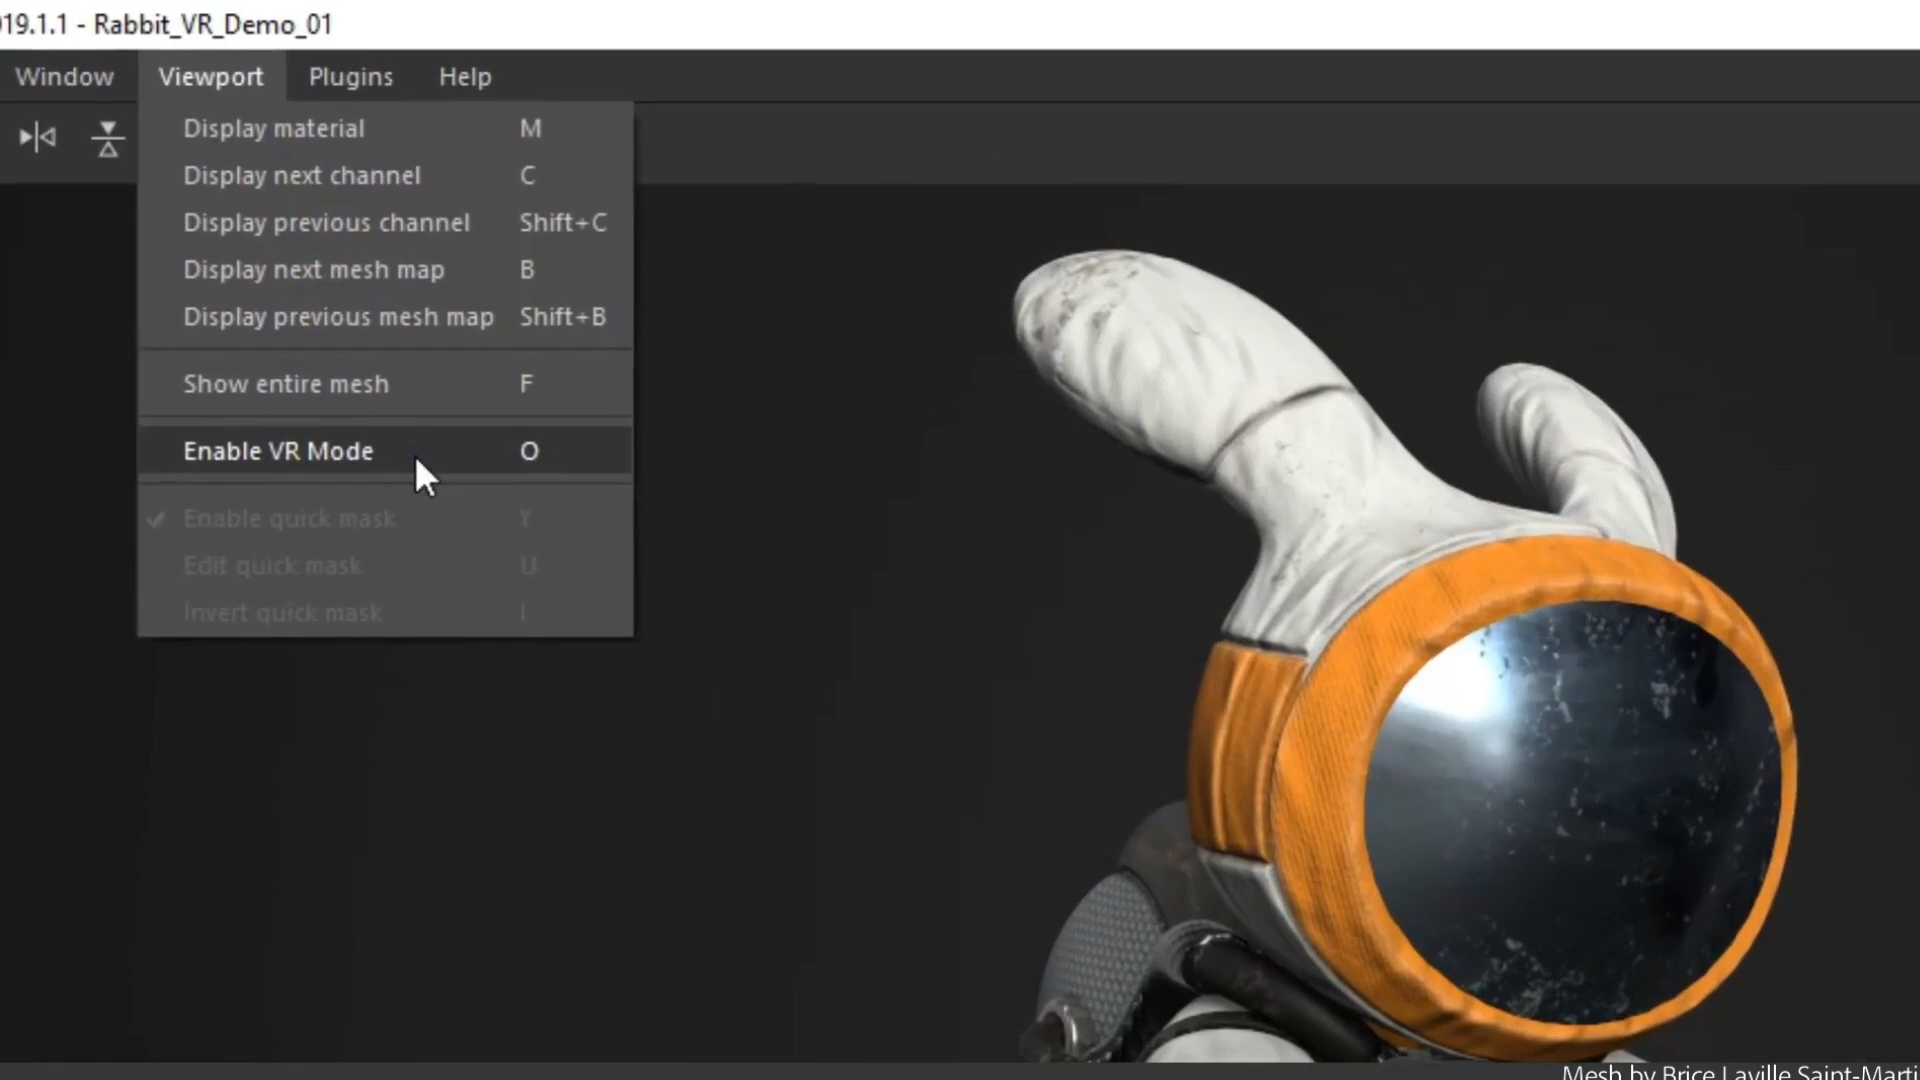 019.1.1 - Rabbit_VR_Demo_01
Window Viewport Plugins Help
Display material M
Display next channel C
Display previous channel Shift+C
Display next mesh map B
Display previous mesh map Shift+B
Show entire mesh F
Enable VR Mode O
Enable quick mask Y
Edit quick mask U
Invert quick mask I
Mesh by Brice Laville Saint-Marti